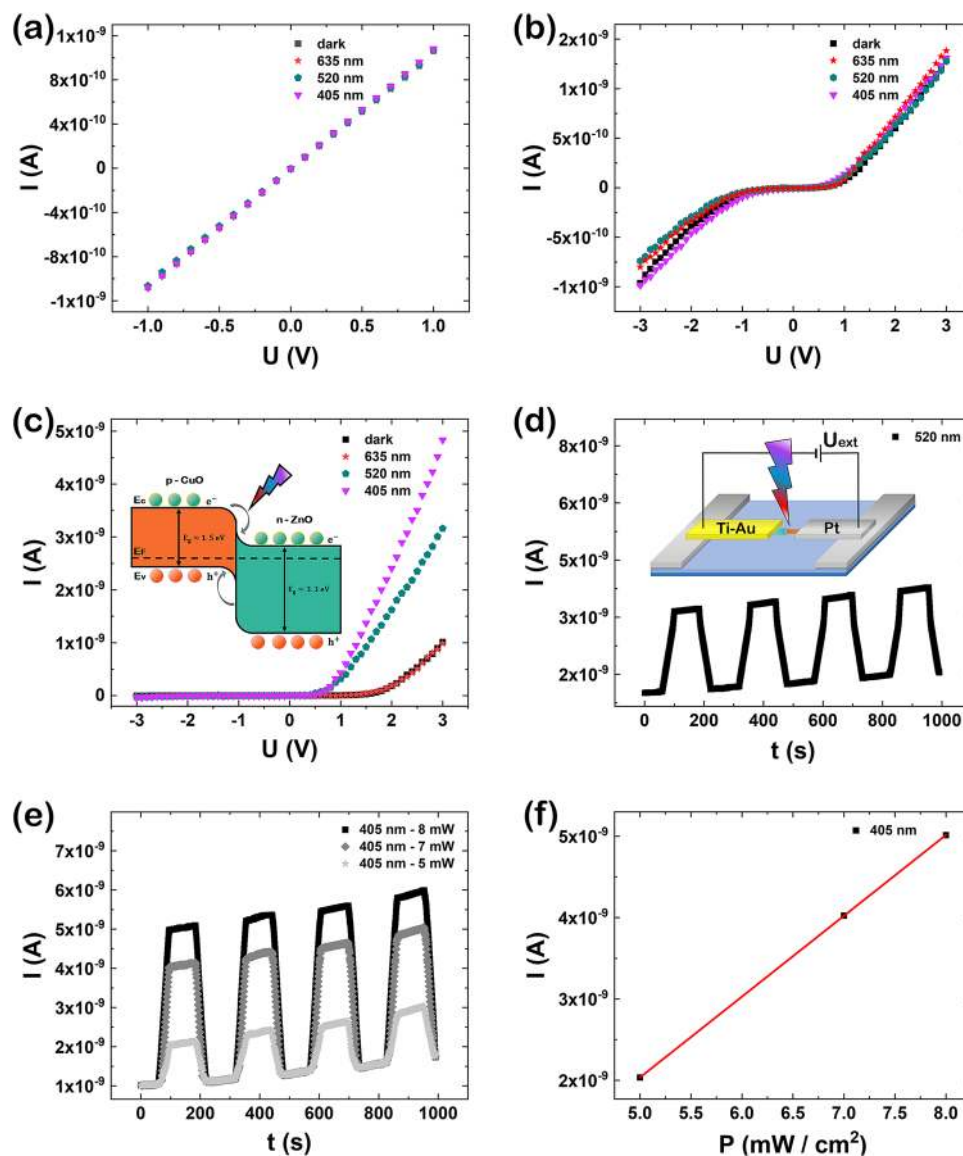 (a)
1x10⁻⁹
8x10⁻¹⁰
4x10⁻¹⁰
0
-4x10⁻¹⁰
-8x10⁻¹⁰
-1x10⁻⁹
I (A)
dark
635 nm
520 nm
405 nm
-1.0 -0.5 0.0 0.5 1.0
U (V)
(b)
2x10⁻⁹
1x10⁻⁹
5x10⁻¹⁰
0
-5x10⁻¹⁰
-1x10⁻⁹
I (A)
dark
635 nm
520 nm
405 nm
-3 -2 -1 0 1 2 3
U (V)
(c)
5x10⁻⁹
4x10⁻⁹
3x10⁻⁹
2x10⁻⁹
1x10⁻⁹
0
I (A)
dark
635 nm
520 nm
405 nm
p-CuO
Ec e⁻
Eg = 1.5 eV
EF
Ev h⁺
n-ZnO
e⁻
h⁺
-3 -2 -1 0 1 2 3
U (V)
(d)
8x10⁻⁹
6x10⁻⁹
5x10⁻⁹
3x10⁻⁹
2x10⁻⁹
I (A)
520 nm
Uext
Ti-Au
Pt
0 200 400 600 800 1000
t (s)
(e)
7x10⁻⁹
6x10⁻⁹
5x10⁻⁹
4x10⁻⁹
3x10⁻⁹
2x10⁻⁹
1x10⁻⁹
I (A)
405 nm - 8 mW
405 nm - 7 mW
405 nm - 5 mW
0 200 400 600 800 1000
t (s)
(f)
5x10⁻⁹
4x10⁻⁹
3x10⁻⁹
2x10⁻⁹
I (A)
405 nm
5.0 5.5 6.0 6.5 7.0 7.5 8.0
P (mW / cm²)